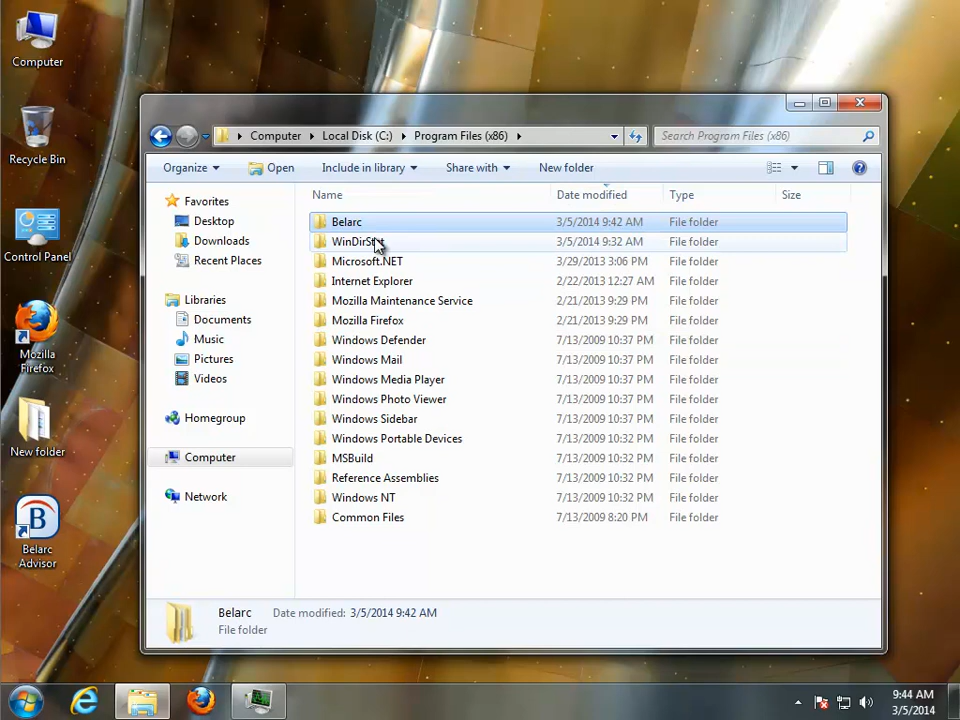 Computer
Recycle Bin
Control Panel
Mozilla
Firefox
New folder
B
Belarc
Advisor
Computer Local Disk (C:) Program Files (x86) Search Program Files (x86)
Organize Open Include in library Share with New folder
Favorites
Desktop
Downloads
Recent Places
Libraries
Documents
Music
Pictures
Videos
Homegroup
Computer
Network
Name Date modified Type Size
Belarc 3/5/2014 9:42 AM File folder
WinDirStat 3/5/2014 9:32 AM File folder
Microsoft.NET 3/29/2013 3:06 PM File folder
Internet Explorer 2/22/2013 12:27 AM File folder
Mozilla Maintenance Service 2/21/2013 9:29 PM File folder
Mozilla Firefox 2/21/2013 9:29 PM File folder
Windows Defender 7/13/2009 10:37 PM File folder
Windows Mail 7/13/2009 10:37 PM File folder
Windows Media Player 7/13/2009 10:37 PM File folder
Windows Photo Viewer 7/13/2009 10:37 PM File folder
Windows Sidebar 7/13/2009 10:37 PM File folder
Windows Portable Devices 7/13/2009 10:32 PM File folder
MSBuild 7/13/2009 10:32 PM File folder
Reference Assemblies 7/13/2009 10:32 PM File folder
Windows NT 7/13/2009 10:32 PM File folder
Common Files 7/13/2009 8:20 PM File folder
Belarc Date modified: 3/5/2014 9:42 AM
File folder
9:44 AM
3/5/2014